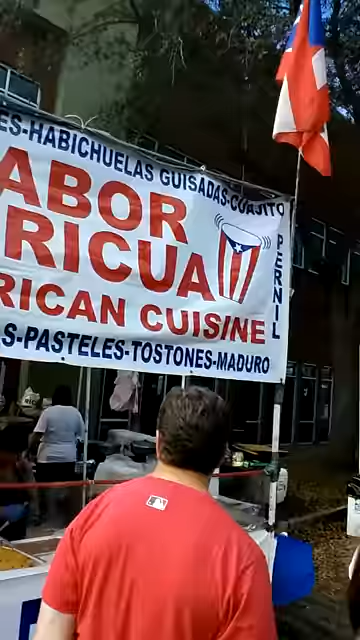 ES-HABICHUELAS GUISADAS-CUAJITO
ABOR
RICUA
RICAN CUISINE
S-PASTELES-TOSTONES-MADURO
PERNIL